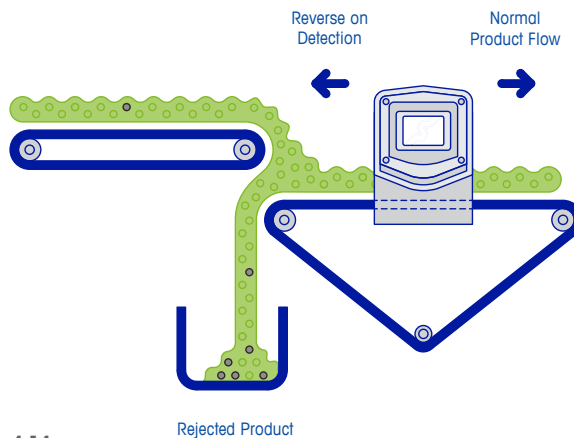 Reverse on
Detection
Normal
Product Flow
Rejected Product